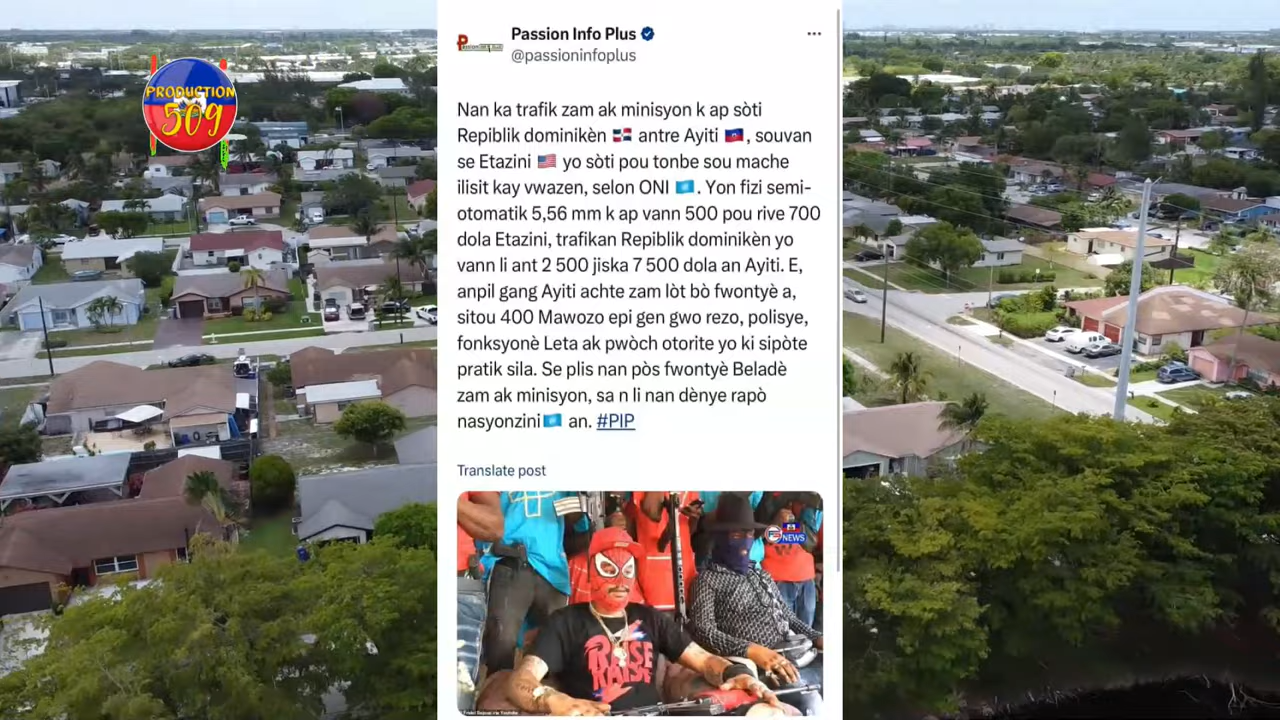 PRODUCTION
509
Passion Info Plus
@passioninfoplus
Nan ka trafik zam ak minisyon k ap sòti
Repiblik dominikèn 🇩🇴 antre Ayiti 🇭🇹, souvan
se Etazini 🇺🇸 yo sòti pou tonbe sou mache
ilisit kay vwazen, selon ONI 🇺🇳. Yon fizi semi-
otomatik 5,56 mm k ap vann 500 pou rive 700
dola Etazini, trafikan Repiblik dominikèn yo
vann li ant 2 500 jiska 7 500 dola an Ayiti. E,
anpil gang Ayiti achte zam lòt bò fwontyè a,
sitou 400 Mawozo epi gen gwo rezo, polisye,
fonksyonè Leta ak pwòch otorite yo ki sipòte
pratik sila. Se plis nan pòs fwontyè Beladè
zam ak minisyon, sa n li nan dènye rapò
nasyonzini🇺🇳 an. #PIP
Translate post
NEWS
RAISE
RAISE